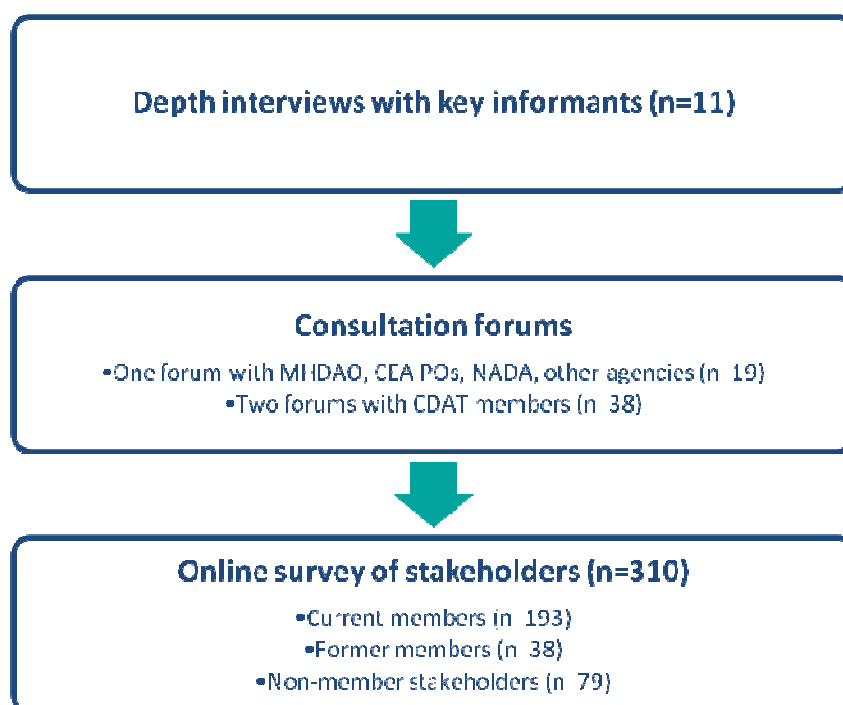 Depth interviews with key informants (n=11)
Consultation forums
•One forum with MHDAO, CEA POs, NADA, other agencies (n 19)
•Two forums with CDAT members (n 38)
Online survey of stakeholders (n=310)
•Current members (n 193)
•Former members (n 38)
•Non-member stakeholders (n 79)